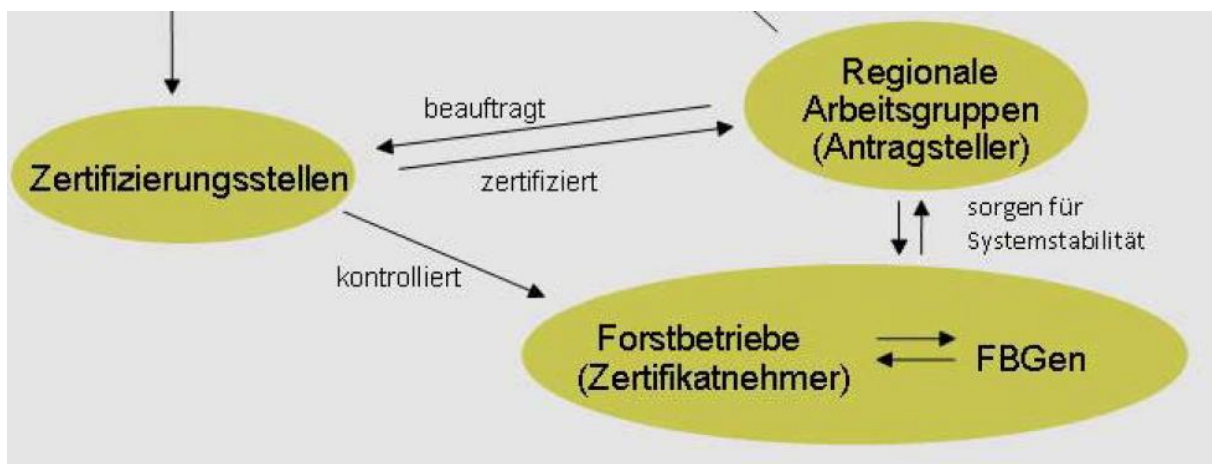 Regionale
Arbeitsgruppen
(Antragsteller)
beauftragt
Zertifizierungsstellen
zertifiziert
sorgen für
Systemstabilität
kontrolliert
Forstbetriebe
(Zertifikatnehmer)
FBGen